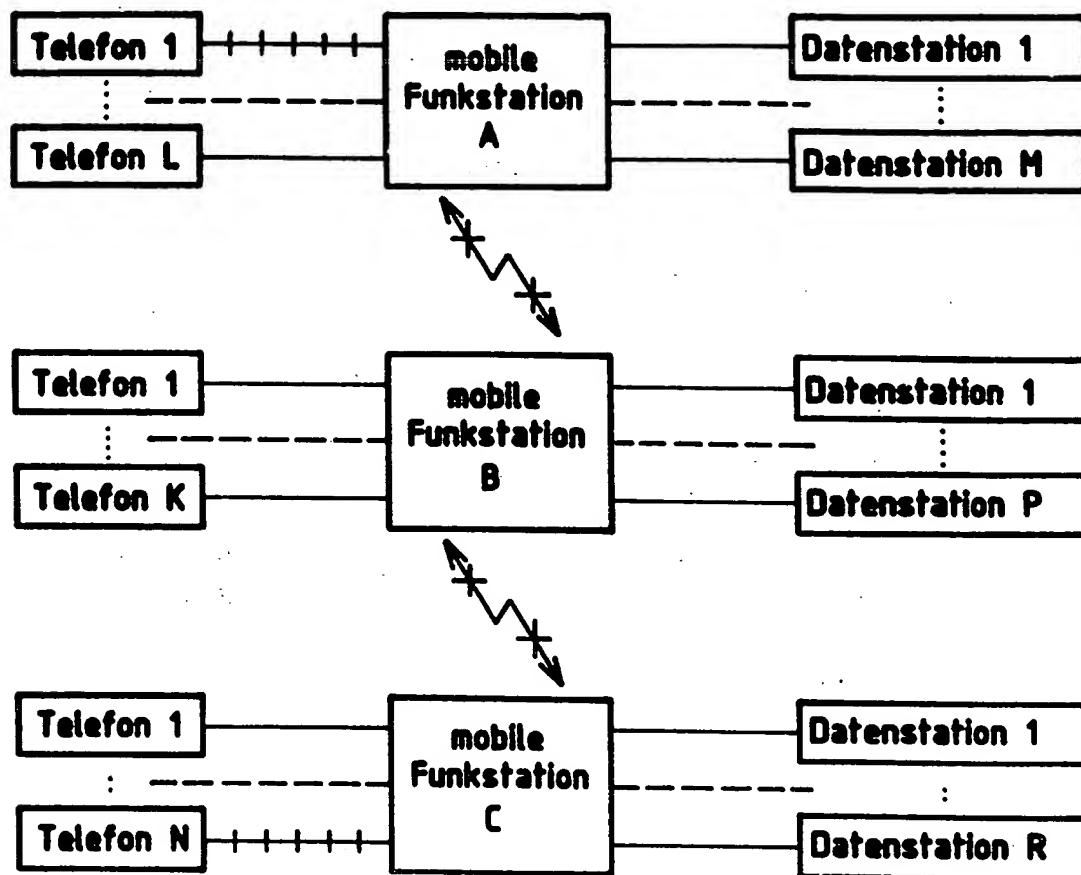 Telefon 1
mobile
Funkstation
A
Datenstation 1
Telefon L
Datenstation M
Telefon 1
mobile
Funkstation
B
Datenstation 1
Telefon K
Datenstation P
Telefon 1
mobile
Funkstation
C
Datenstation 1
Telefon N
Datenstation R